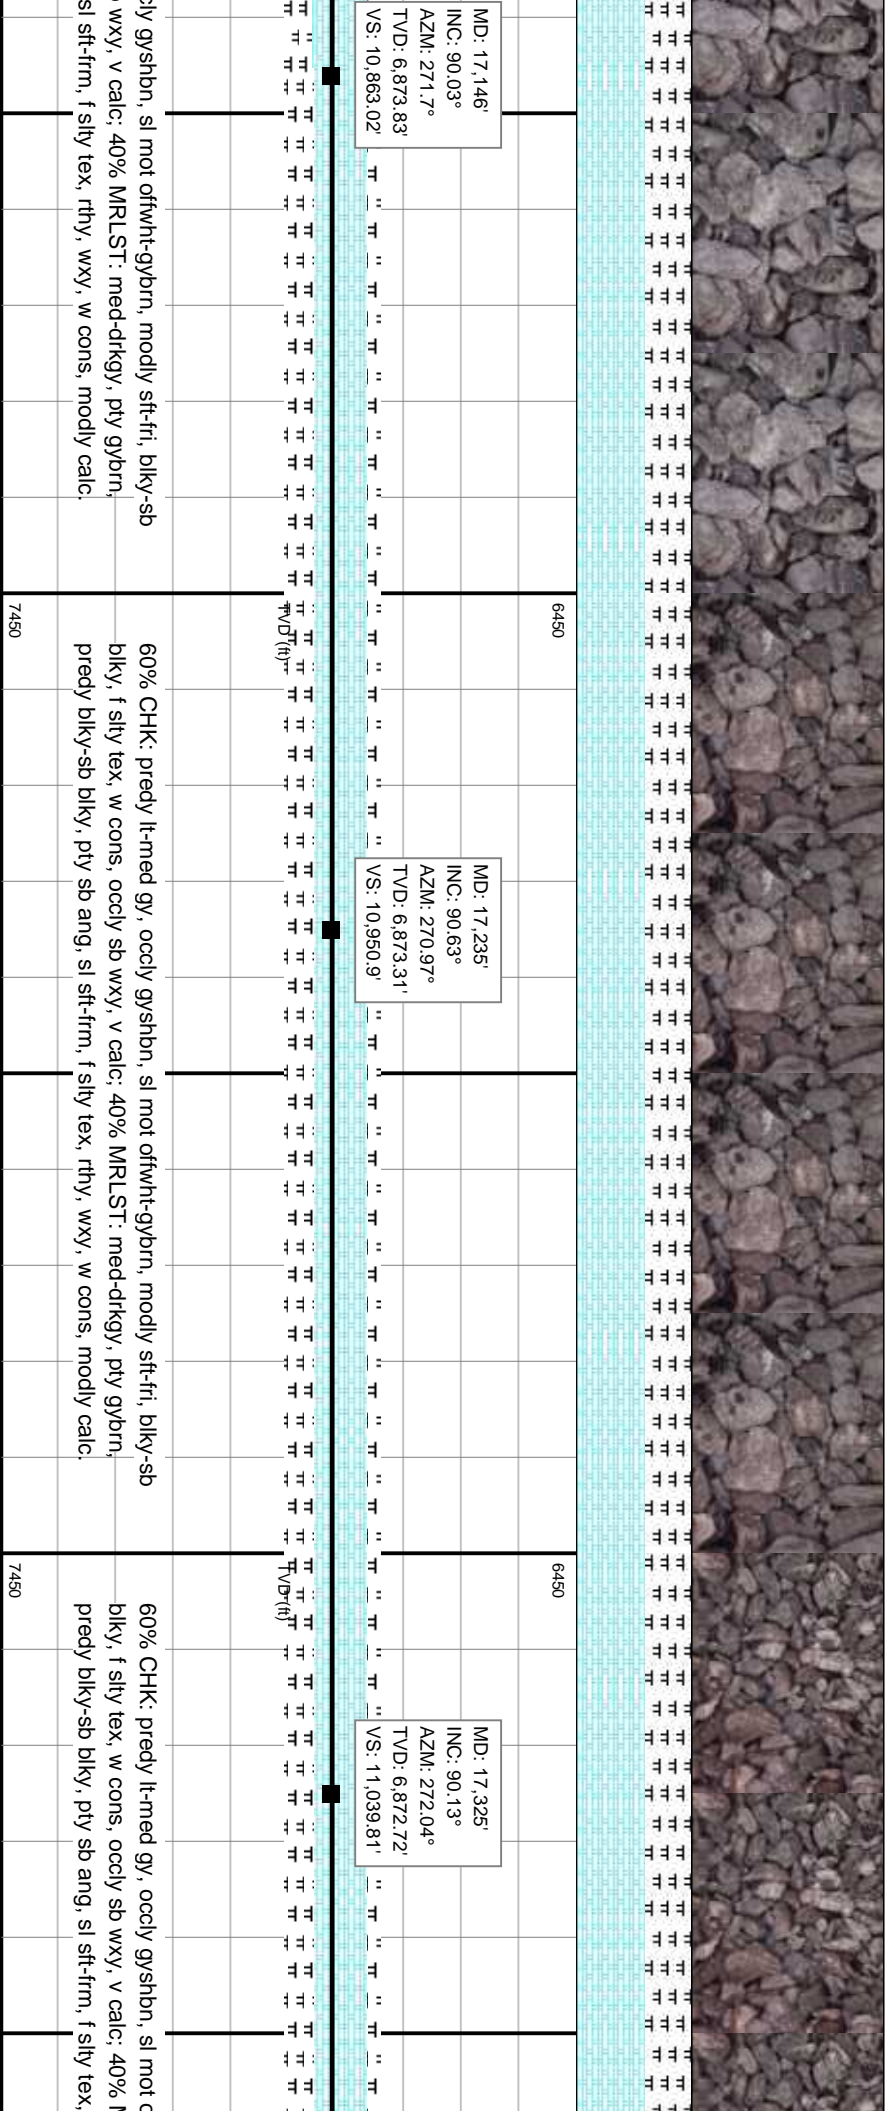 MD: 17,146'
INC: 90.03°
AZM: 271.7°
TVD: 6,873.83'
VS: 10,863.02'
cly gyshbn, sl mot offwht-gybrn, modly sft-fri, blky-sb
wxy, v calc; 40% MRLST: med-drkgy, pty gybrn,
sl sft-frm, f slty tex, rthy, wxy, w cons, modly calc.
6450
TVD (ft)
7450
MD: 17,235'
INC: 90.63°
AZM: 270.97°
TVD: 6,873.31'
VS: 10,950.9'
60% CHK: predy lt-med gy, occly gyshbn, sl mot offwht-gybrn, modly sft-fri, blky-sb
blky, f slty tex, w cons, occly sb wxy, v calc; 40% MRLST: med-drkgy, pty gybrn,
predy blky-sb blky, pty sb ang, sl sft-frm, f slty tex, rthy, wxy, w cons, modly calc.
6450
TVD (ft)
7450
MD: 17,325'
INC: 90.13°
AZM: 272.04°
TVD: 6,872.72'
VS: 11,039.81'
60% CHK: predy lt-med gy, occly gyshbn, sl mot
blky, f slty tex, w cons, occly sb wxy, v calc; 40%
predy blky-sb blky, pty sb ang, sl sft-frm, f slty tex,